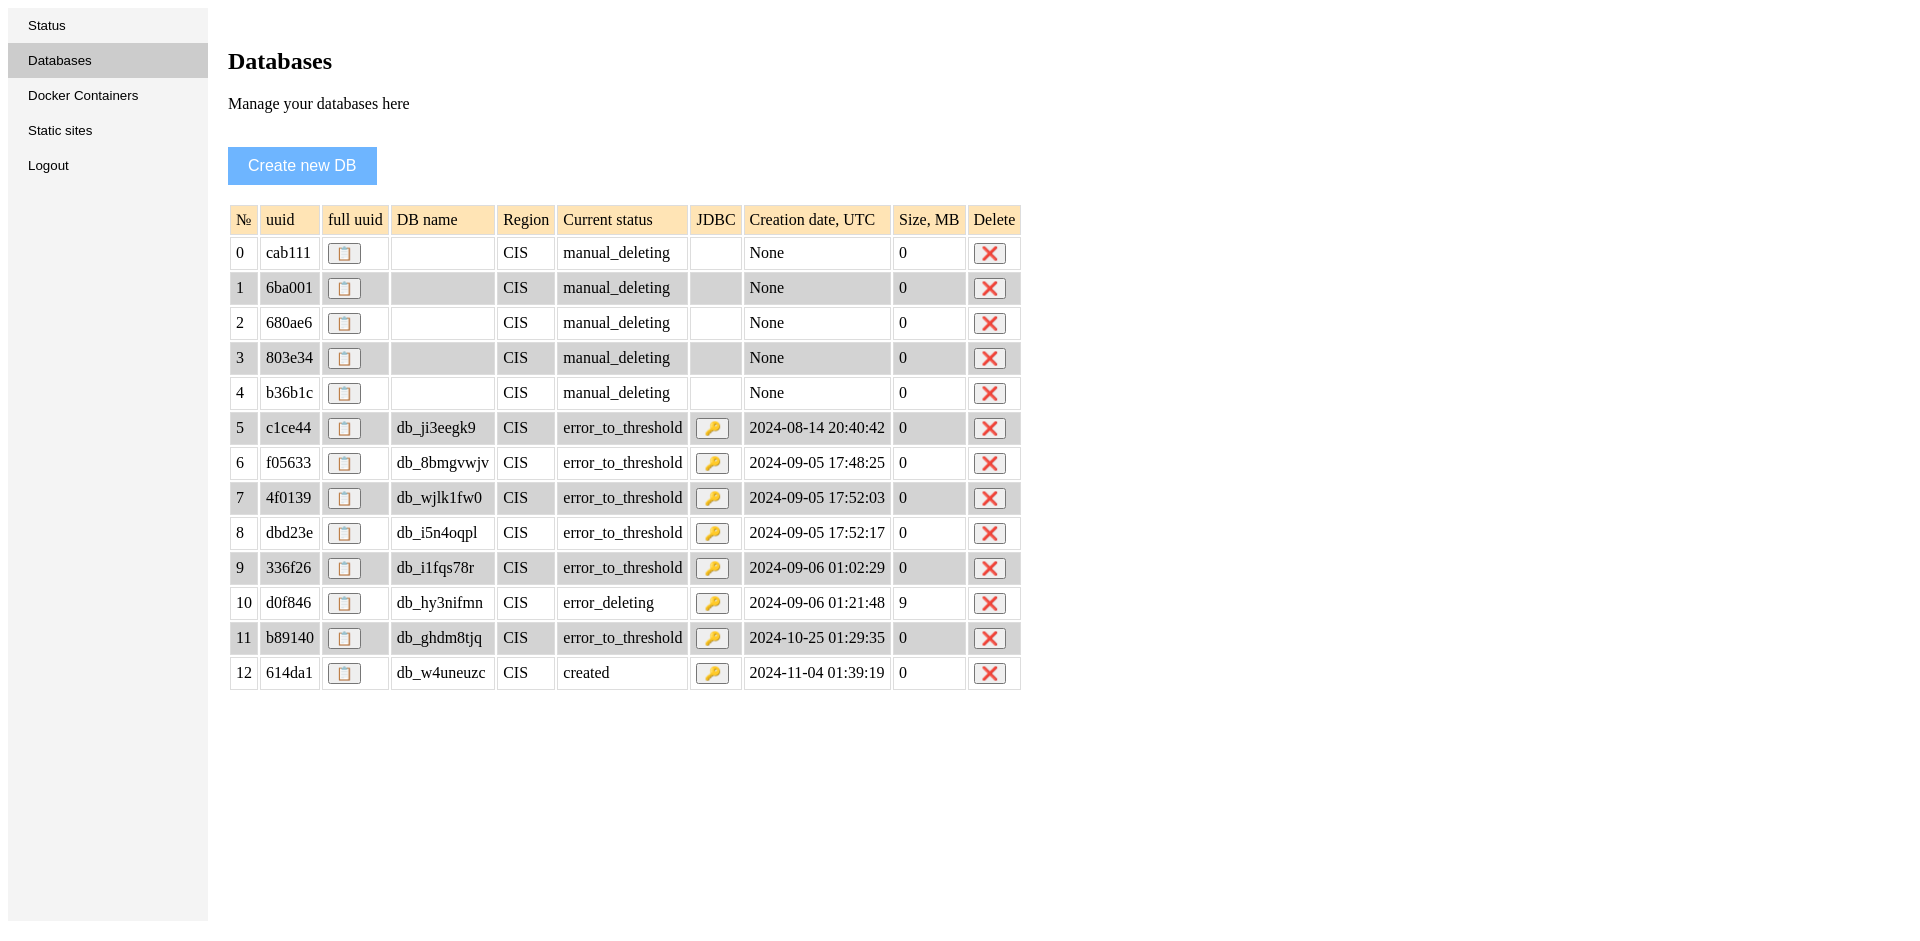 Status
Databases
Docker Containers
Static sites
Logout
Databases
Manage your databases here
Create new DB
№ uuid full uuid DB name Region Current status JDBC Creation date, UTC Size, MB Delete
0 cab111 CIS manual_deleting None 0
1 6ba001 CIS manual_deleting None 0
2 680ae6 CIS manual_deleting None 0
3 803e34 CIS manual_deleting None 0
4 b36b1c CIS manual_deleting None 0
5 c1ce44 db_ji3eegk9 CIS error_to_threshold 2024-08-14 20:40:42 0
6 f05633 db_8bmgvwjv CIS error_to_threshold 2024-09-05 17:48:25 0
7 4f0139 db_wjlk1fw0 CIS error_to_threshold 2024-09-05 17:52:03 0
8 dbd23e db_i5n4oqpl CIS error_to_threshold 2024-09-05 17:52:17 0
9 336f26 db_i1fqs78r CIS error_to_threshold 2024-09-06 01:02:29 0
10 d0f846 db_hy3nifmn CIS error_deleting 2024-09-06 01:21:48 9
11 b89140 db_ghdm8tjq CIS error_to_threshold 2024-10-25 01:29:35 0
12 614da1 db_w4uneuzc CIS created 2024-11-04 01:39:19 0